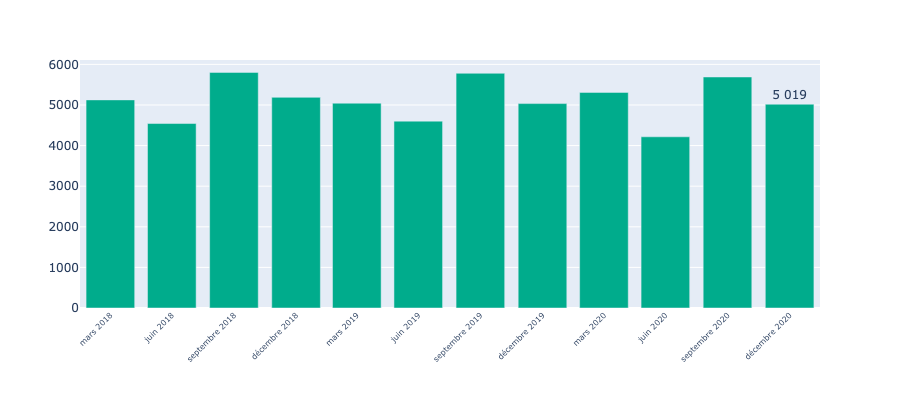 6000
5000
4000
3000
2000
1000
0
5 019
mars 2018
juin 2018
septembre 2018
décembre 2018
mars 2019
juin 2019
septembre 2019
décembre 2019
mars 2020
juin 2020
septembre 2020
décembre 2020